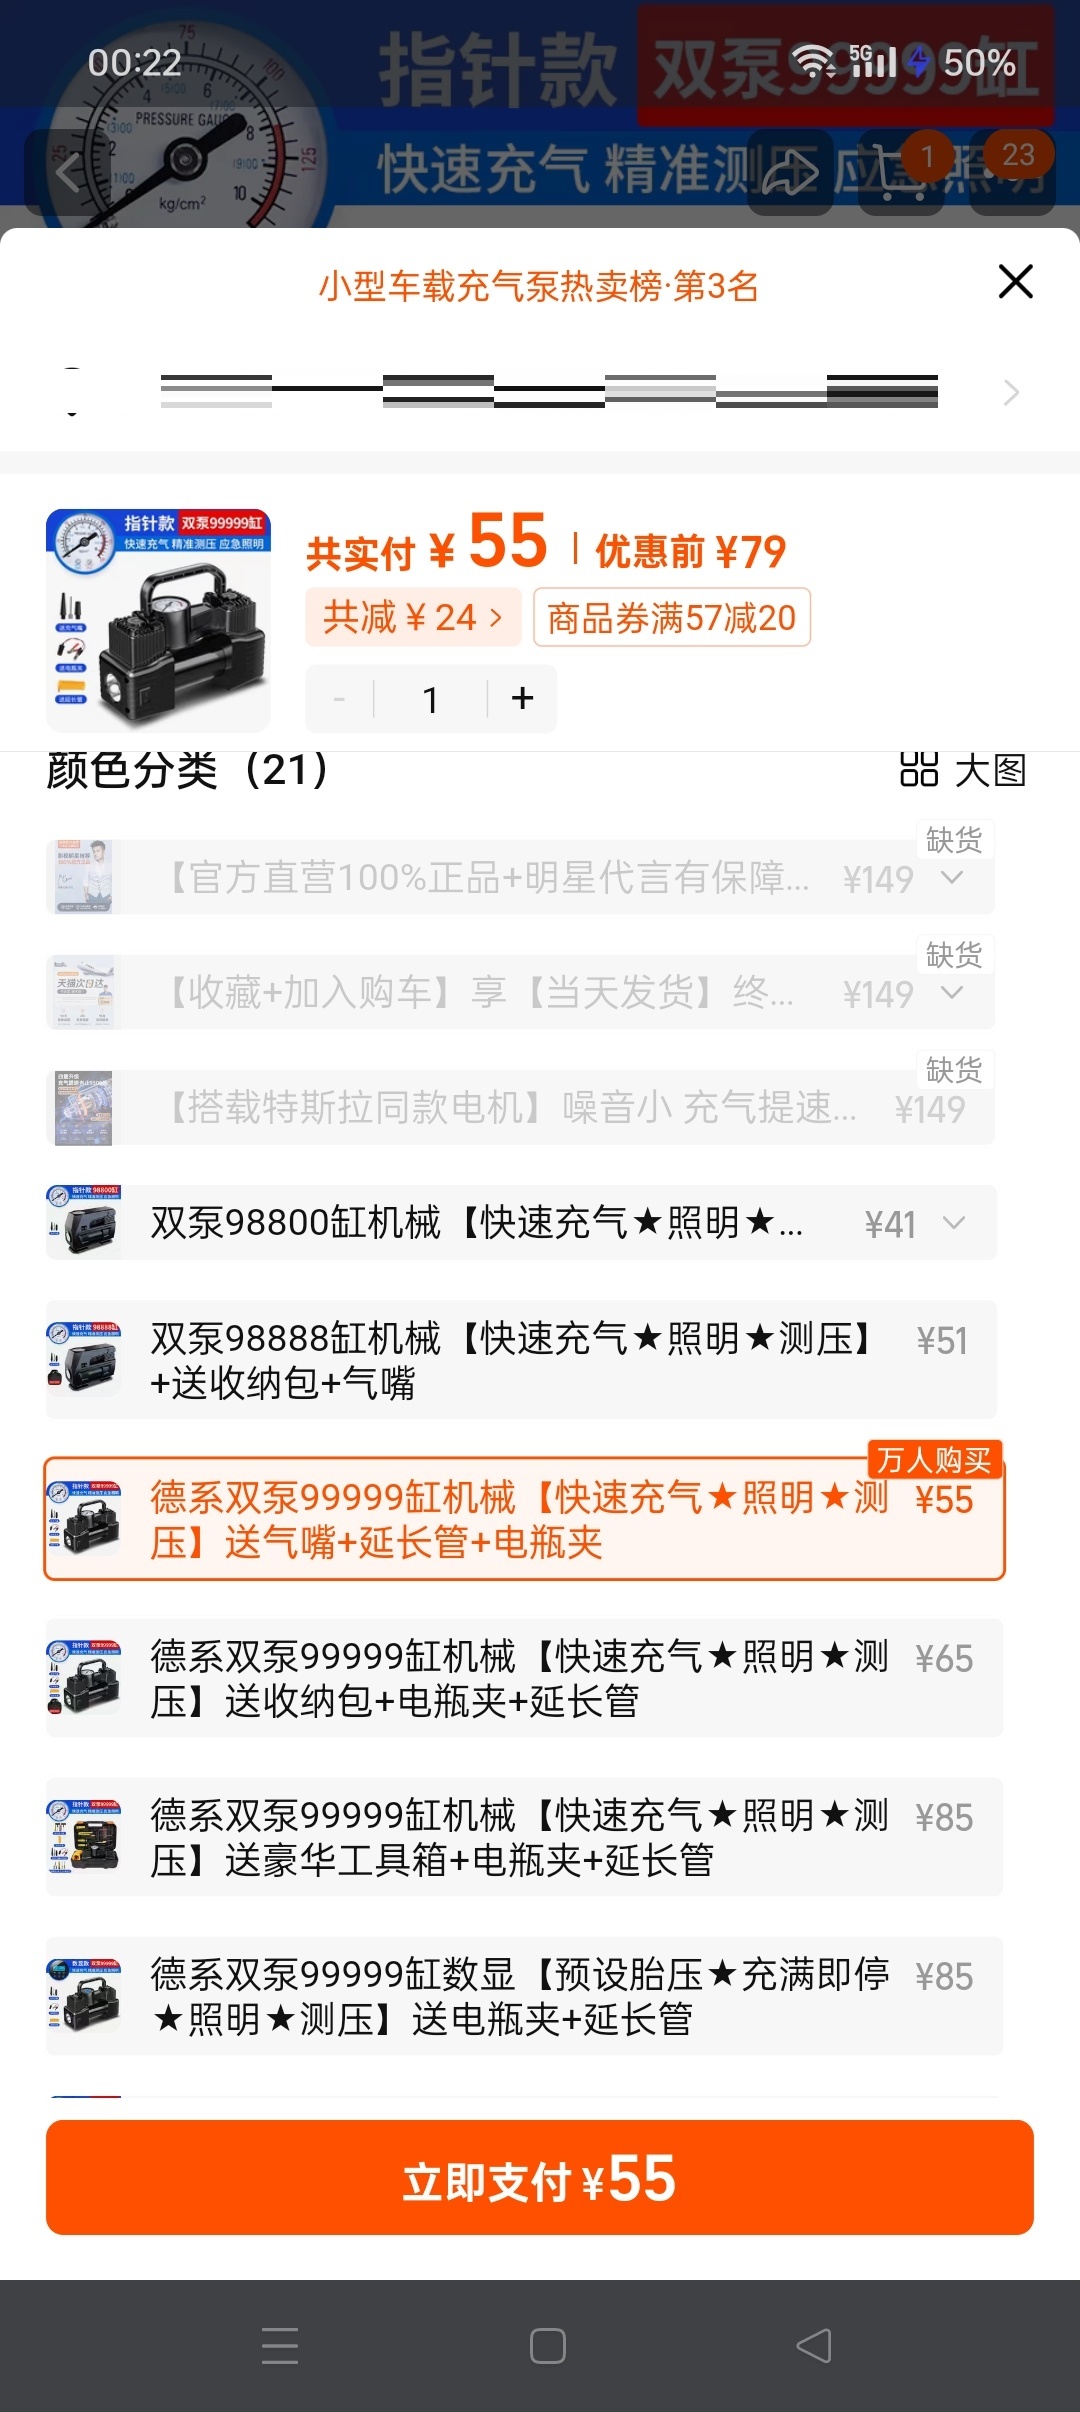 00:22
5G
50%
指针款
双泵99999缸
快速充气 精准测压 应急照明
PRESSURE GAUGE
kg/cm²
1
23
小型车载充气泵热卖榜·第3名
指针款 双泵99999缸
快速充气 精准测压 应急照明
共实付 ¥ 55 优惠前 ¥79
共减 ¥ 24 >
商品券满57减20
- 1 +
颜色分类（21）
大图
缺货
【官方直营100%正品+明星代言有保障... ¥149
缺货
【收藏+加入购车】享【当天发货】终... ¥149
缺货
【搭载特斯拉同款电机】噪音小 充气提速... ¥149
双泵98800缸机械【快速充气★照明★... ¥41
双泵98888缸机械【快速充气★照明★测压】 ¥51
+送收纳包+气嘴
万人购买
德系双泵99999缸机械【快速充气★照明★测 ¥55
压】送气嘴+延长管+电瓶夹
德系双泵99999缸机械【快速充气★照明★测 ¥65
压】送收纳包+电瓶夹+延长管
德系双泵99999缸机械【快速充气★照明★测 ¥85
压】送豪华工具箱+电瓶夹+延长管
德系双泵99999缸数显【预设胎压★充满即停 ¥85
★照明★测压】送电瓶夹+延长管
立即支付 ¥55